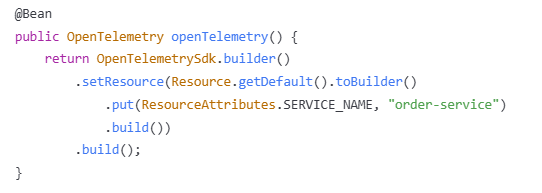 @Bean
public OpenTelemetry openTelemetry() {
    return OpenTelemetrySdk.builder()
        .setResource(Resource.getDefault().toBuilder()
            .put(ResourceAttributes.SERVICE_NAME, "order-service")
            .build())
        .build();
}